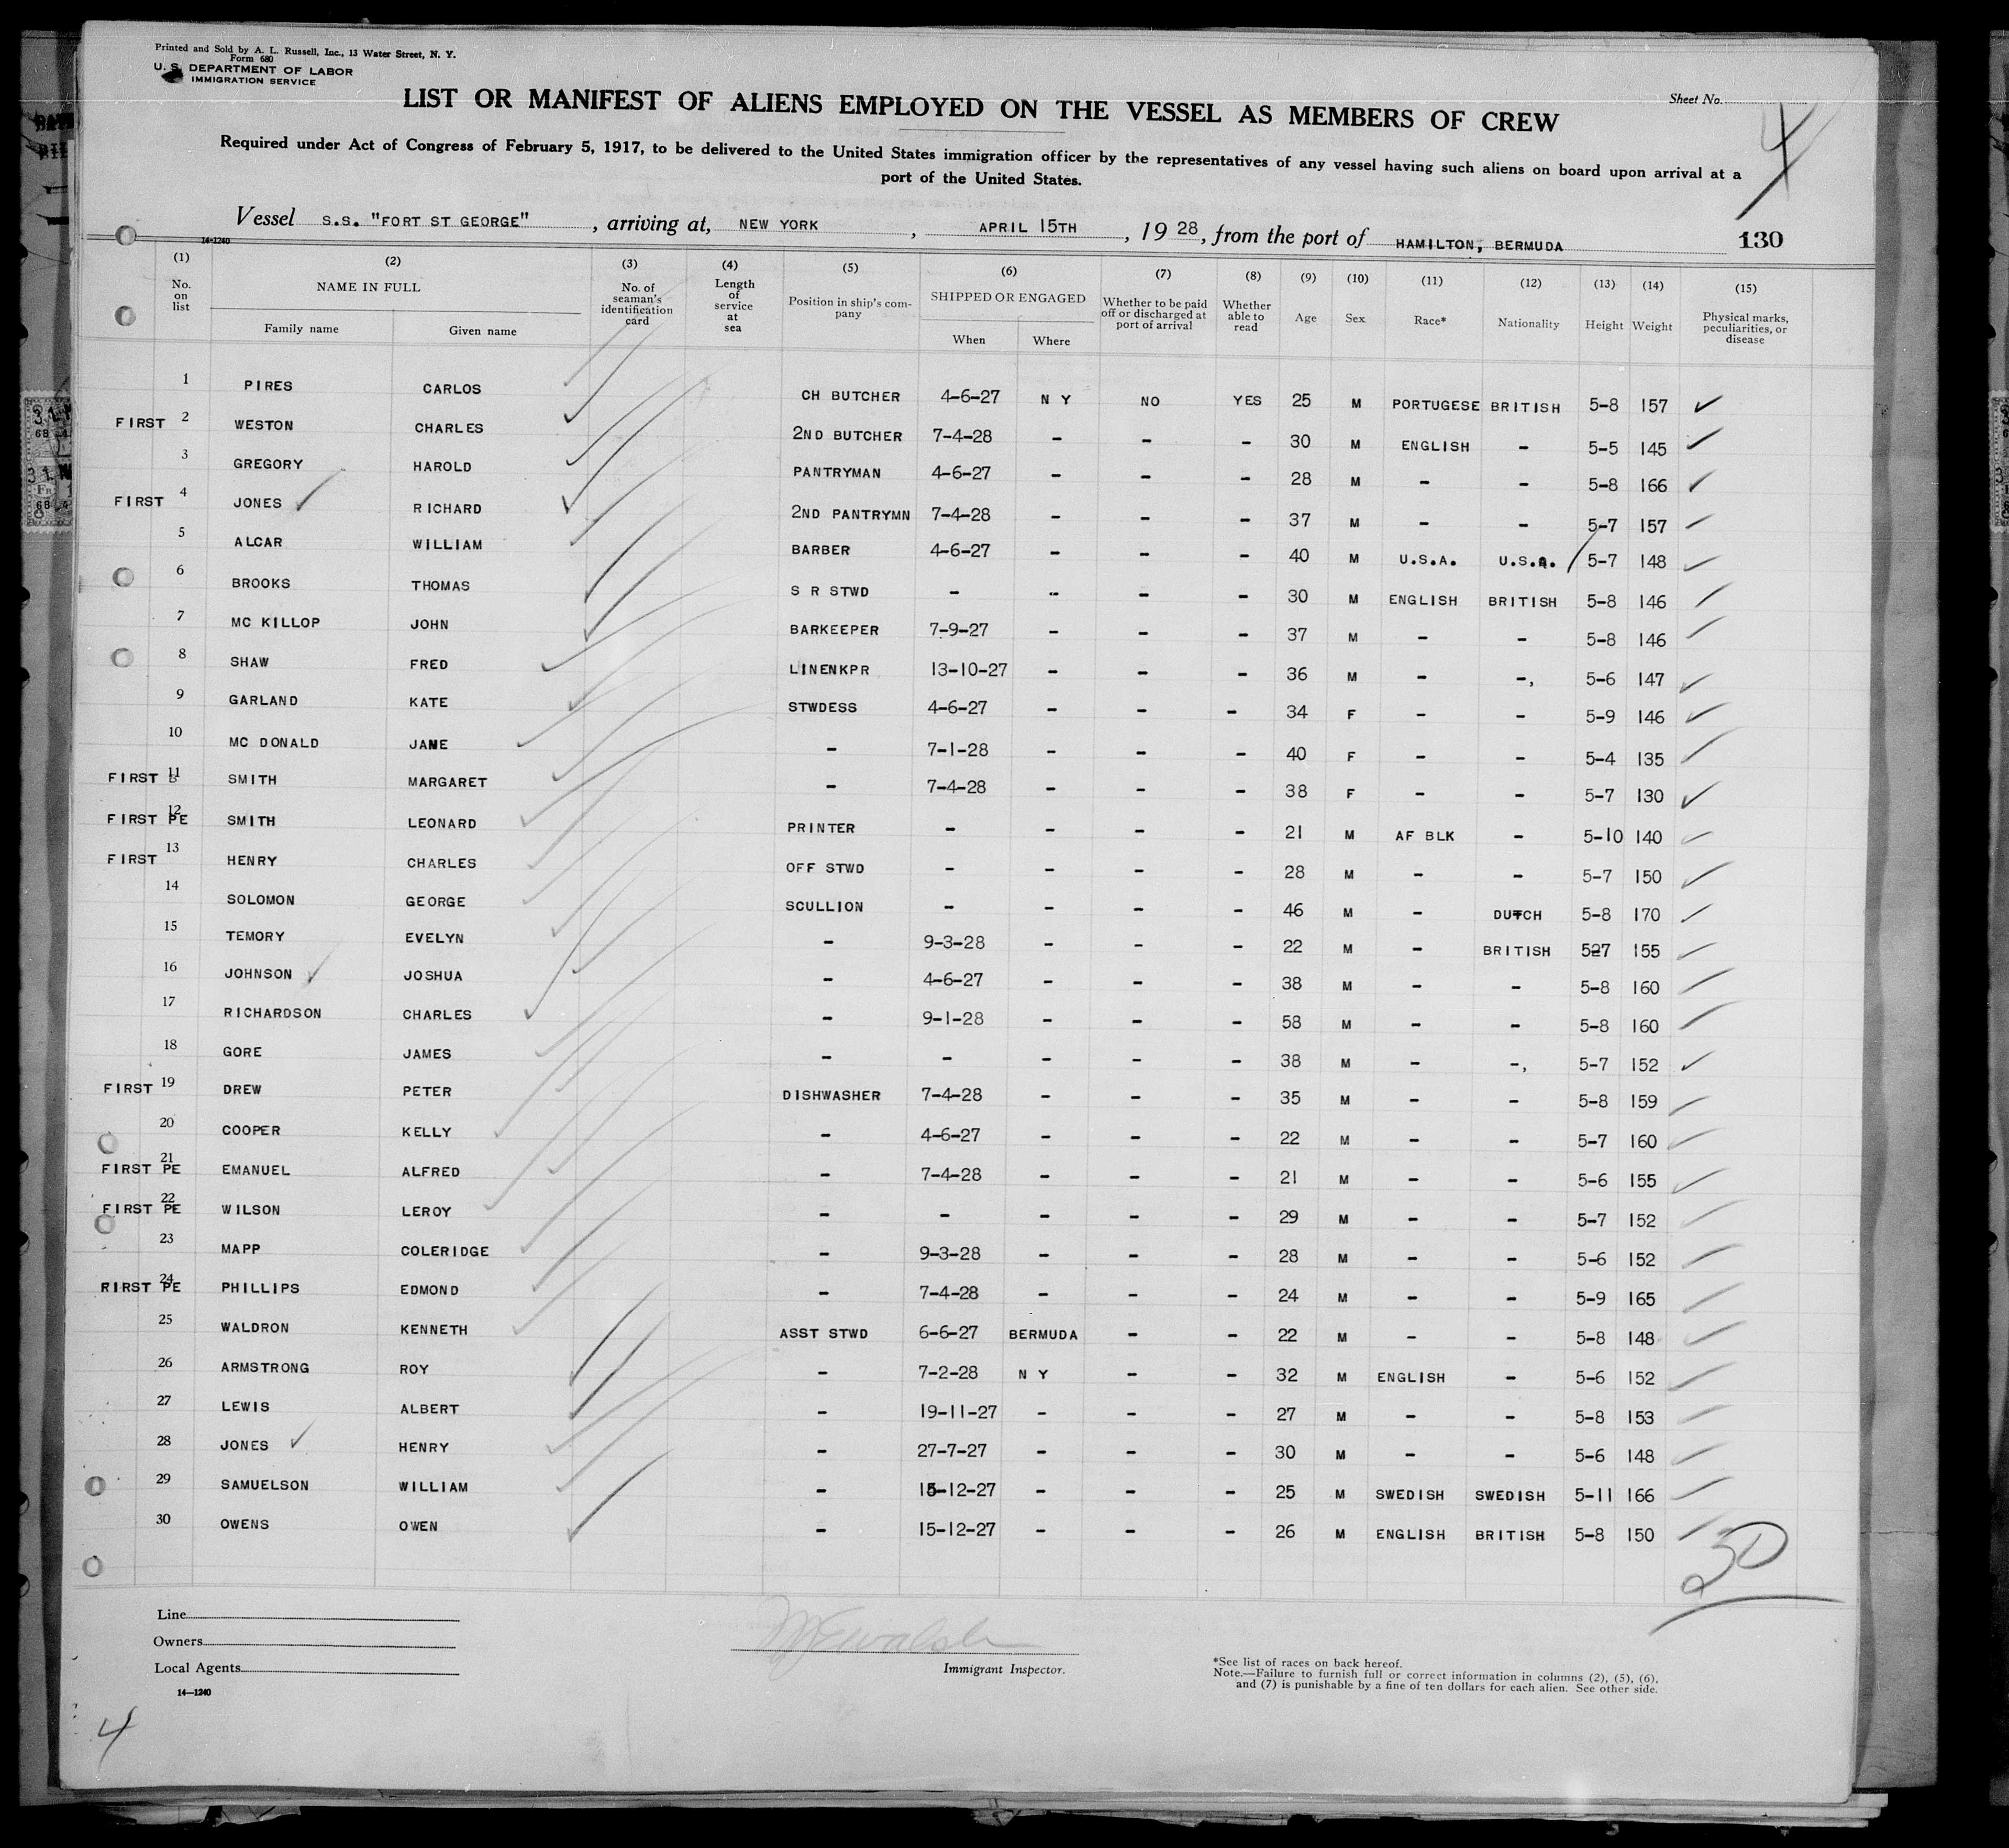 Printed and Sold by A. L. Russell, Inc., 13 Water Street, N. Y.
Form 680
U. S. DEPARTMENT OF LABOR
IMMIGRATION SERVICE
Sheet No.
4
LIST OR MANIFEST OF ALIENS EMPLOYED ON THE VESSEL AS MEMBERS OF CREW
Required under Act of Congress of February 5, 1917, to be delivered to the United States immigration officer by the representatives of any vessel having such aliens on board upon arrival at a
port of the United States.
Vessel S.S. "FORT ST GEORGE", arriving at, NEW YORK, APRIL 15TH, 1928, from the port of HAMILTON, BERMUDA 130
14-1240
(1) (2) (3) (4) (5) (6) (7) (8) (9) (10) (11) (12) (13) (14) (15)
No. on list NAME IN FULL Family name Given name No. of seaman's identification card Length of service at sea Position in ship's company SHIPPED OR ENGAGED When Where Whether to be paid off or discharged at port of arrival Whether able to read Age Sex Race* Nationality Height Weight Physical marks, peculiarities, or disease
1 PIRES CARLOS CH BUTCHER 4-6-27 N Y NO YES 25 M PORTUGESE BRITISH 5-8 157
FIRST 2 WESTON CHARLES 2ND BUTCHER 7-4-28 - - - 30 M ENGLISH - 5-5 145
3 GREGORY HAROLD PANTRYMAN 4-6-27 - - - 28 M - - 5-8 166
FIRST 4 JONES RICHARD 2ND PANTRYMN 7-4-28 - - - 37 M - - 5-7 157
5 ALCAR WILLIAM BARBER 4-6-27 - - - 40 M U.S.A. U.S.A. 5-7 148
6 BROOKS THOMAS S R STWD - - - - 30 M ENGLISH BRITISH 5-8 146
7 MC KILLOP JOHN BARKEEPER 7-9-27 - - - 37 M - - 5-8 146
8 SHAW FRED LINENKPR 13-10-27 - - - 36 M - -, 5-6 147
9 GARLAND KATE STWDESS 4-6-27 - - - 34 F - - 5-9 146
10 MC DONALD JANE - 7-1-28 - - - 40 F - - 5-4 135
FIRST 11 SMITH MARGARET - 7-4-28 - - - 38 F - - 5-7 130
FIRST PE 12 SMITH LEONARD PRINTER - - - - 21 M AF BLK - 5-10 140
FIRST 13 HENRY CHARLES OFF STWD - - - - 28 M - - 5-7 150
14 SOLOMON GEORGE SCULLION - - - - 46 M - DUTCH 5-8 170
15 TEMORY EVELYN - 9-3-28 - - - 22 M - BRITISH 5-7 155
16 JOHNSON JOSHUA - 4-6-27 - - - 38 M - - 5-8 160
17 RICHARDSON CHARLES - 9-1-28 - - - 58 M - - 5-8 160
18 GORE JAMES - - - - - 38 M - -, 5-7 152
FIRST 19 DREW PETER DISHWASHER 7-4-28 - - - 35 M - - 5-8 159
20 COOPER KELLY - 4-6-27 - - - 22 M - - 5-7 160
FIRST PE 21 EMANUEL ALFRED - 7-4-28 - - - 21 M - - 5-6 155
FIRST PE 22 WILSON LEROY - - - - - 29 M - - 5-7 152
23 MAPP COLERIDGE - 9-3-28 - - - 28 M - - 5-6 152
RIRST PE 24 PHILLIPS EDMOND - 7-4-28 - - - 24 M - - 5-9 165
25 WALDRON KENNETH ASST STWD 6-6-27 BERMUDA - - 22 M - - 5-8 148
26 ARMSTRONG ROY - 7-2-28 N Y - - 32 M ENGLISH - 5-6 152
27 LEWIS ALBERT - 19-11-27 - - - 27 M - - 5-8 153
28 JONES HENRY - 27-7-27 - - - 30 M - - 5-6 148
29 SAMUELSON WILLIAM - 15-12-27 - - - 25 M SWEDISH SWEDISH 5-11 166
30 OWENS OWEN - 15-12-27 - - - 26 M ENGLISH BRITISH 5-8 150
30
Line
Owners
Local Agents
14-1240
Immigrant Inspector.
*See list of races on back hereof.
Note.—Failure to furnish full or correct information in columns (2), (5), (6),
and (7) is punishable by a fine of ten dollars for each alien. See other side.
4